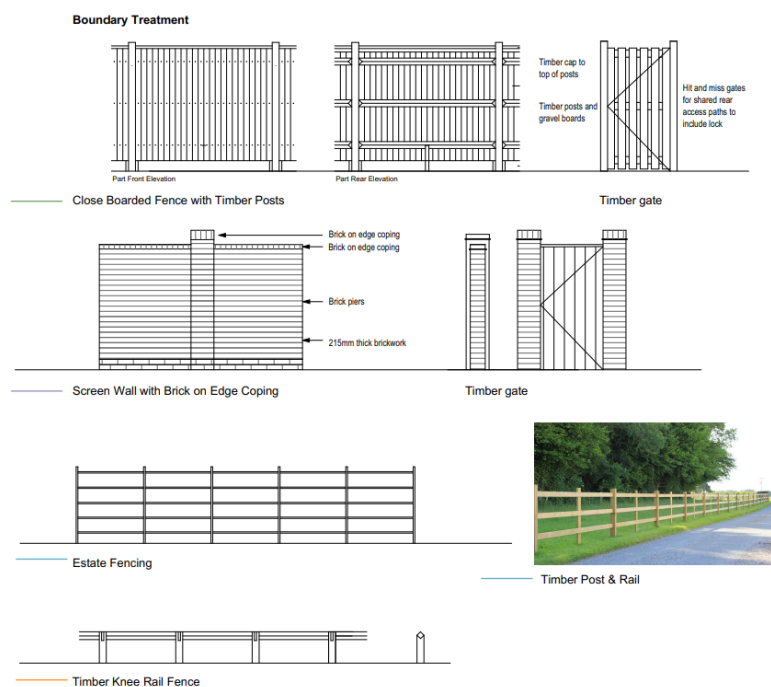 Boundary Treatment
Timber cap to
top of posts
Timber posts and
gravel boards
Hit and miss gates
for shared rear
access paths to
include lock
Part Front Elevation
Part Rear Elevation
Close Boarded Fence with Timber Posts
Timber gate
Brick on edge coping
Brick on edge coping
Brick piers
215mm thick brickwork
Screen Wall with Brick on Edge Coping
Timber gate
Estate Fencing
Timber Post & Rail
Timber Knee Rail Fence